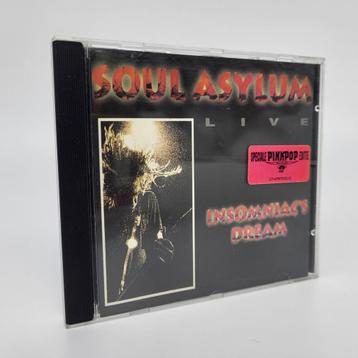 SOUL ASYLUM
LIVE
SPECIALE PINKPOP EDITIE
INSOMNIAC'S
DREAM